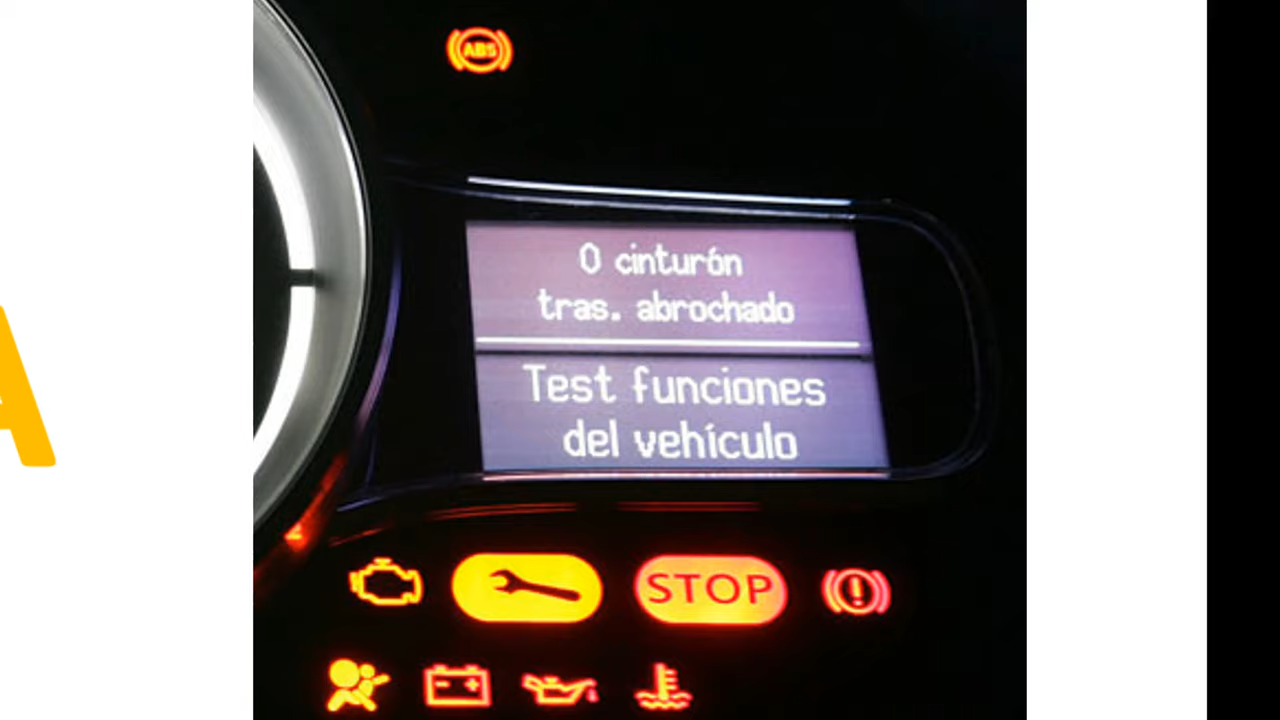 ABS
0 cinturón
tras. abrochado
Test funciones
del vehículo
STOP
A